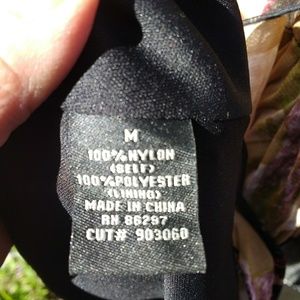 M
100% NYLON
(SELF)
100% POLYESTER
(LINING)
MADE IN CHINA
RN 86297
CUT# 903060